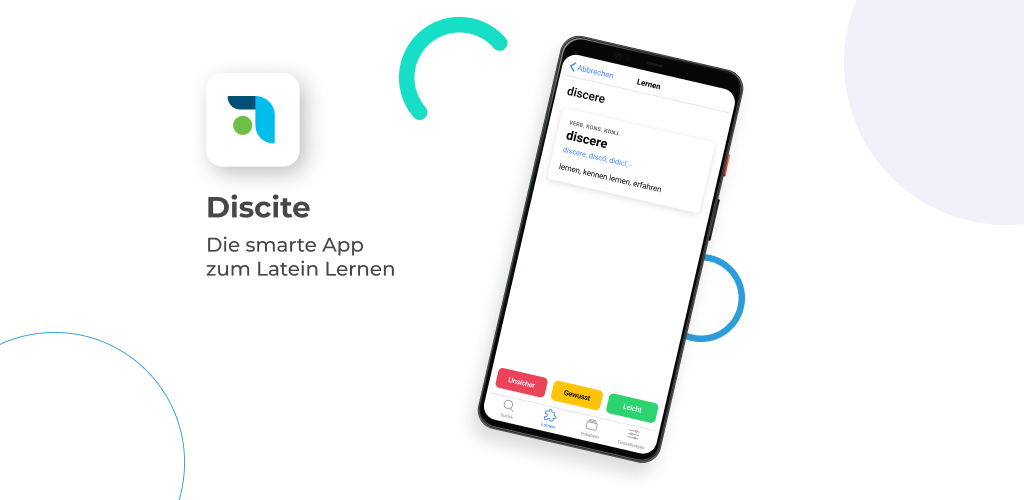 Discite
Die smarte App
zum Latein Lernen
Abbrechen
Lernen
discere
VERB, KONS. KONJ.
discere
discere, discō, didicī, -
lernen, kennen lernen, erfahren
Unsicher
Gewusst
Leicht
Suche
Lernen
Vokabeln
Einstellungen